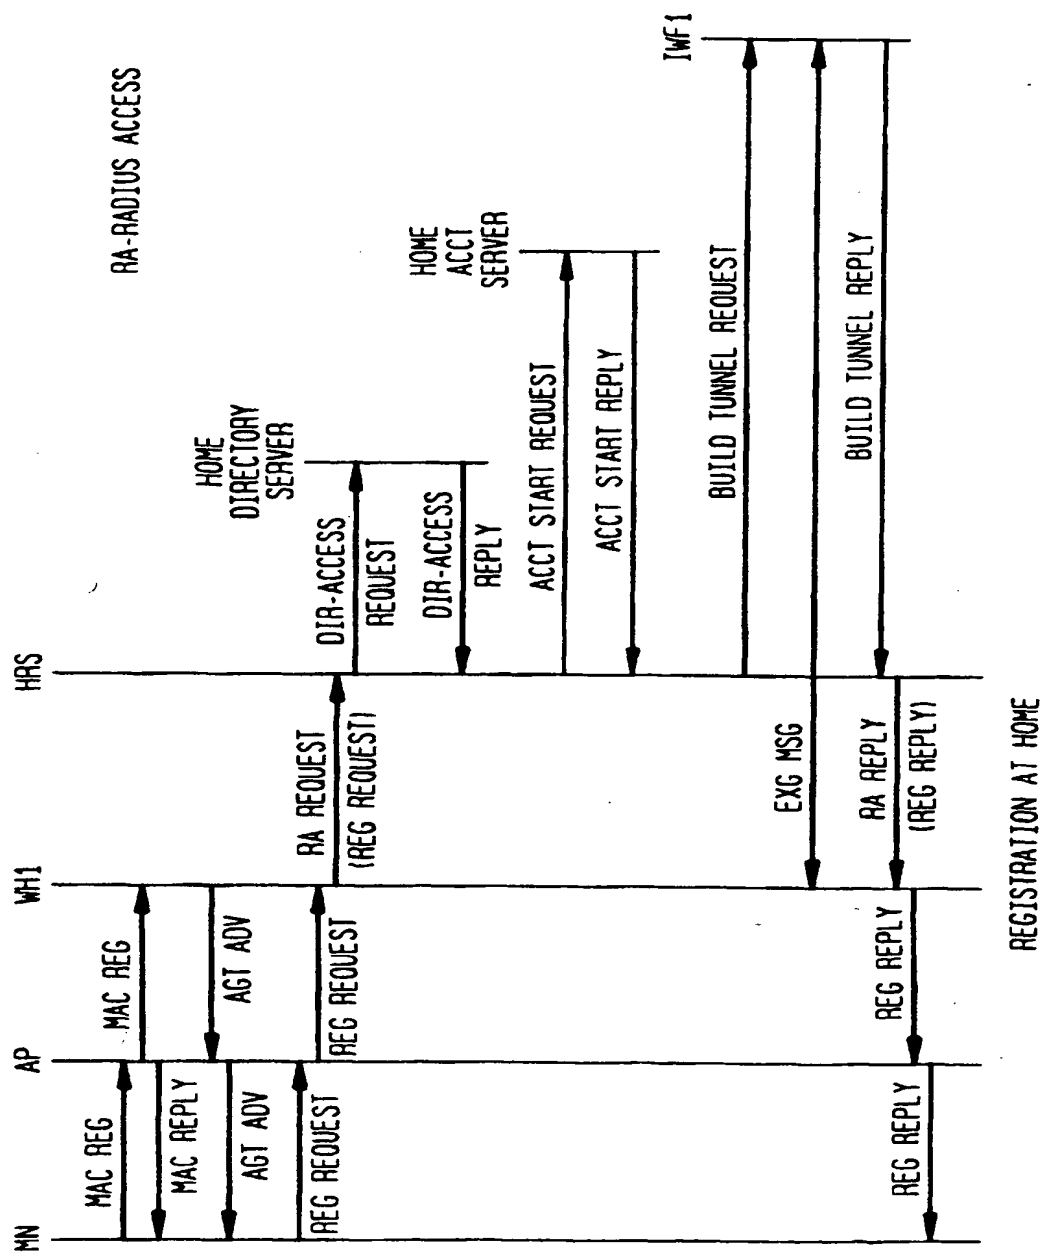 RA-RADIUS ACCESS
MN
AP
WH1
HRS
HOME
DIRECTORY
SERVER
HOME
ACCT
SERVER
IWF1
MAC REG
MAC REG
MAC REPLY
AGT ADV
AGT ADV
REG REQUEST
REG REQUEST
RA REQUEST
(REG REQUEST)
DIR-ACCESS
REQUEST
DIR-ACCESS
REPLY
ACCT START REQUEST
ACCT START REPLY
BUILD TUNNEL REQUEST
EXG MSG
BUILD TUNNEL REPLY
RA REPLY
(REG REPLY)
REG REPLY
REG REPLY
REGISTRATION AT HOME